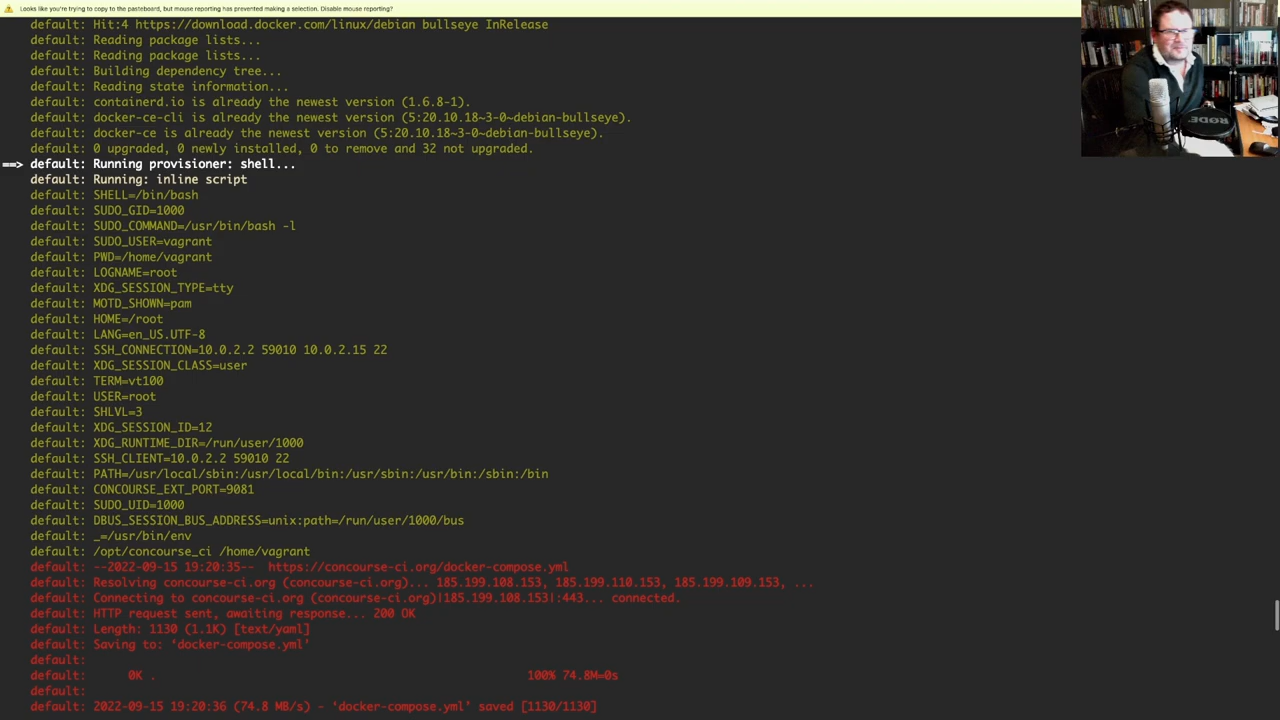 Looks like you're trying to copy to the pasteboard, but mouse reporting has prevented making a selection. Disable mouse reporting?
default: Hit:4 https://download.docker.com/linux/debian bullseye InRelease
default: Reading package lists...
default: Reading package lists...
default: Building dependency tree...
default: Reading state information...
default: containerd.io is already the newest version (1.6.8-1).
default: docker-ce-cli is already the newest version (5:20.10.18~3-0~debian-bullseye).
default: docker-ce is already the newest version (5:20.10.18~3-0~debian-bullseye).
default: 0 upgraded, 0 newly installed, 0 to remove and 32 not upgraded.
==> default: Running provisioner: shell...
default: Running: inline script
default: SHELL=/bin/bash
default: SUDO_GID=1000
default: SUDO_COMMAND=/usr/bin/bash -l
default: SUDO_USER=vagrant
default: PWD=/home/vagrant
default: LOGNAME=root
default: XDG_SESSION_TYPE=tty
default: MOTD_SHOWN=pam
default: HOME=/root
default: LANG=en_US.UTF-8
default: SSH_CONNECTION=10.0.2.2 59010 10.0.2.15 22
default: XDG_SESSION_CLASS=user
default: TERM=vt100
default: USER=root
default: SHLVL=3
default: XDG_SESSION_ID=12
default: XDG_RUNTIME_DIR=/run/user/1000
default: SSH_CLIENT=10.0.2.2 59010 22
default: PATH=/usr/local/sbin:/usr/local/bin:/usr/sbin:/usr/bin:/sbin:/bin
default: CONCOURSE_EXT_PORT=9081
default: SUDO_UID=1000
default: DBUS_SESSION_BUS_ADDRESS=unix:path=/run/user/1000/bus
default: _=/usr/bin/env
default: /opt/concourse_ci /home/vagrant
default: --2022-09-15 19:20:35--  https://concourse-ci.org/docker-compose.yml
default: Resolving concourse-ci.org (concourse-ci.org)... 185.199.108.153, 185.199.110.153, 185.199.109.153, ...
default: Connecting to concourse-ci.org (concourse-ci.org)|185.199.108.153|:443... connected.
default: HTTP request sent, awaiting response... 200 OK
default: Length: 1130 (1.1K) [text/yaml]
default: Saving to: ‘docker-compose.yml’
default:
default:      0K .                                                     100% 74.8M=0s
default:
default: 2022-09-15 19:20:36 (74.8 MB/s) - ‘docker-compose.yml’ saved [1130/1130]
RØDE